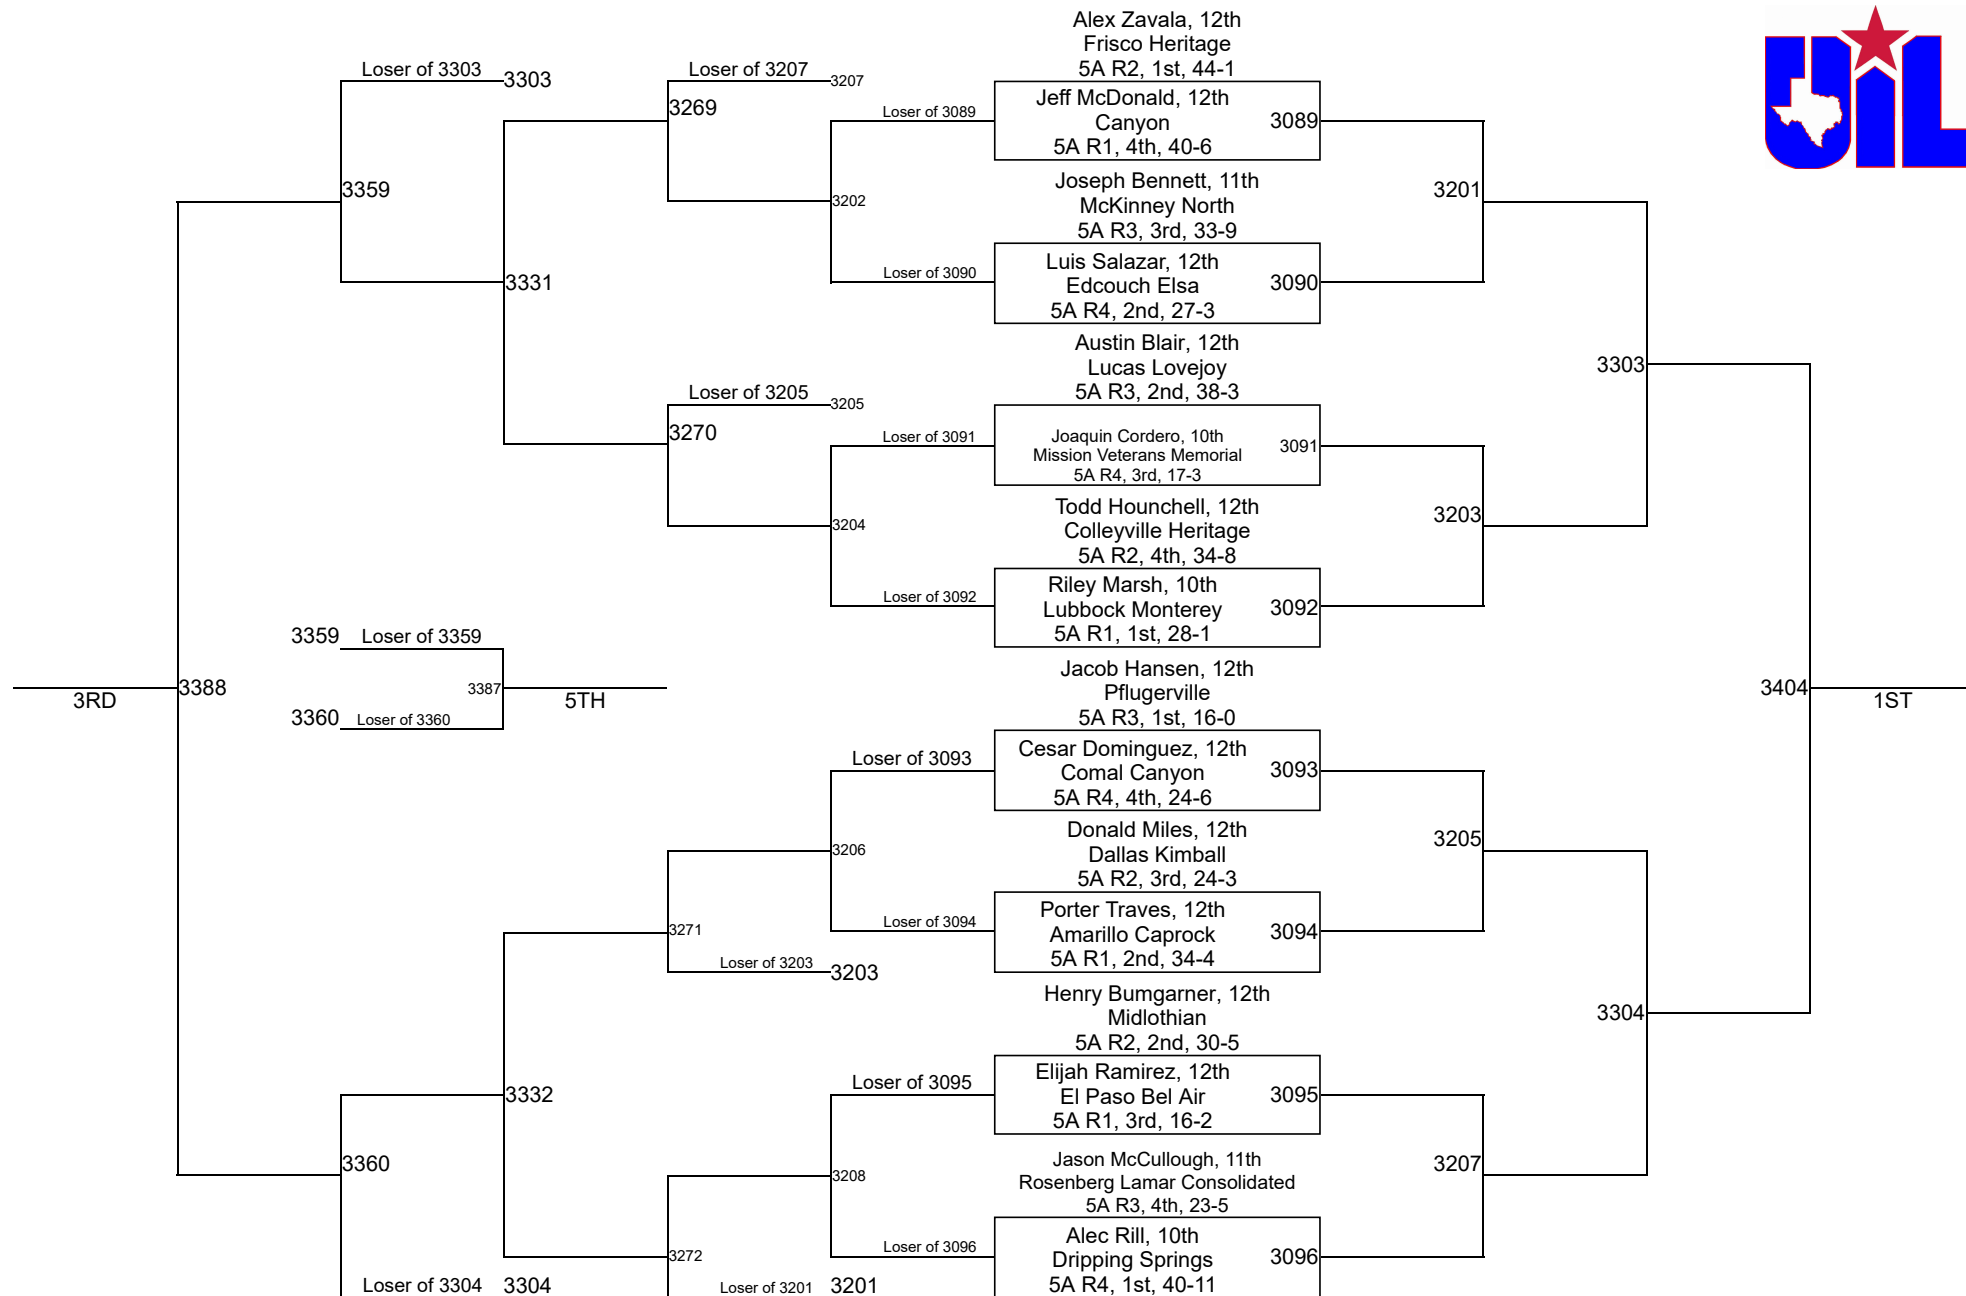 Alex Zavala, 12th
Frisco Heritage
5A R2, 1st, 44-1
Loser of 3303 3303
Loser of 3207 3207
3269
Loser of 3089
Jeff McDonald, 12th
Canyon
5A R1, 4th, 40-6
3089
UIL
3359
3202
Joseph Bennett, 11th
McKinney North
5A R3, 3rd, 33-9
3201
3331
Loser of 3090
Luis Salazar, 12th
Edcouch Elsa
5A R4, 2nd, 27-3
3090
Austin Blair, 12th
Lucas Lovejoy
5A R3, 2nd, 38-3
3303
Loser of 3205 3205
3270
Loser of 3091
Joaquin Cordero, 10th
Mission Veterans Memorial
5A R4, 3rd, 17-3
3091
3204
Todd Hounchell, 12th
Colleyville Heritage
5A R2, 4th, 34-8
3203
Loser of 3092
Riley Marsh, 10th
Lubbock Monterey
5A R1, 1st, 28-1
3092
3359 Loser of 3359
3RD
3388
3387
5TH
3360 Loser of 3360
Jacob Hansen, 12th
Pflugerville
5A R3, 1st, 16-0
3404
1ST
Loser of 3093
Cesar Dominguez, 12th
Comal Canyon
5A R4, 4th, 24-6
3093
3206
Donald Miles, 12th
Dallas Kimball
5A R2, 3rd, 24-3
3205
3271
Loser of 3094
Porter Traves, 12th
Amarillo Caprock
5A R1, 2nd, 34-4
3094
Loser of 3203 3203
Henry Bumgarner, 12th
Midlothian
5A R2, 2nd, 30-5
3304
3332
Loser of 3095
Elijah Ramirez, 12th
El Paso Bel Air
5A R1, 3rd, 16-2
3095
3360
3208
Jason McCullough, 11th
Rosenberg Lamar Consolidated
5A R3, 4th, 23-5
3207
3272
Loser of 3096
Alec Rill, 10th
Dripping Springs
5A R4, 1st, 40-11
3096
Loser of 3304 3304
Loser of 3201 3201